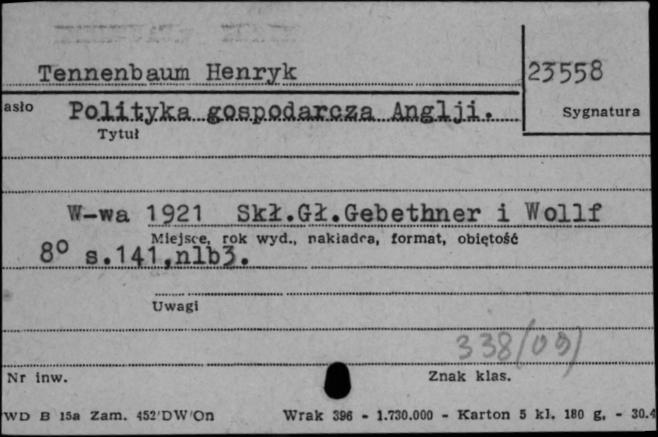 Tennenbaum Henryk
23558
asło
Polityka gospodarcza Anglji.
Sygnatura
Tytuł
W-wa 1921 Skł.Gł.Gebethner i Wollf
Miejsce, rok wyd., nakładca, format, objętość
8° s.141,nlb3.
Uwagi
338(09)
Nr inw.
Znak klas.
WD B 15a Zam. 452'DW'On Wrak 396 - 1.730.000 - Karton 5 kl. 180 g. - 30.4